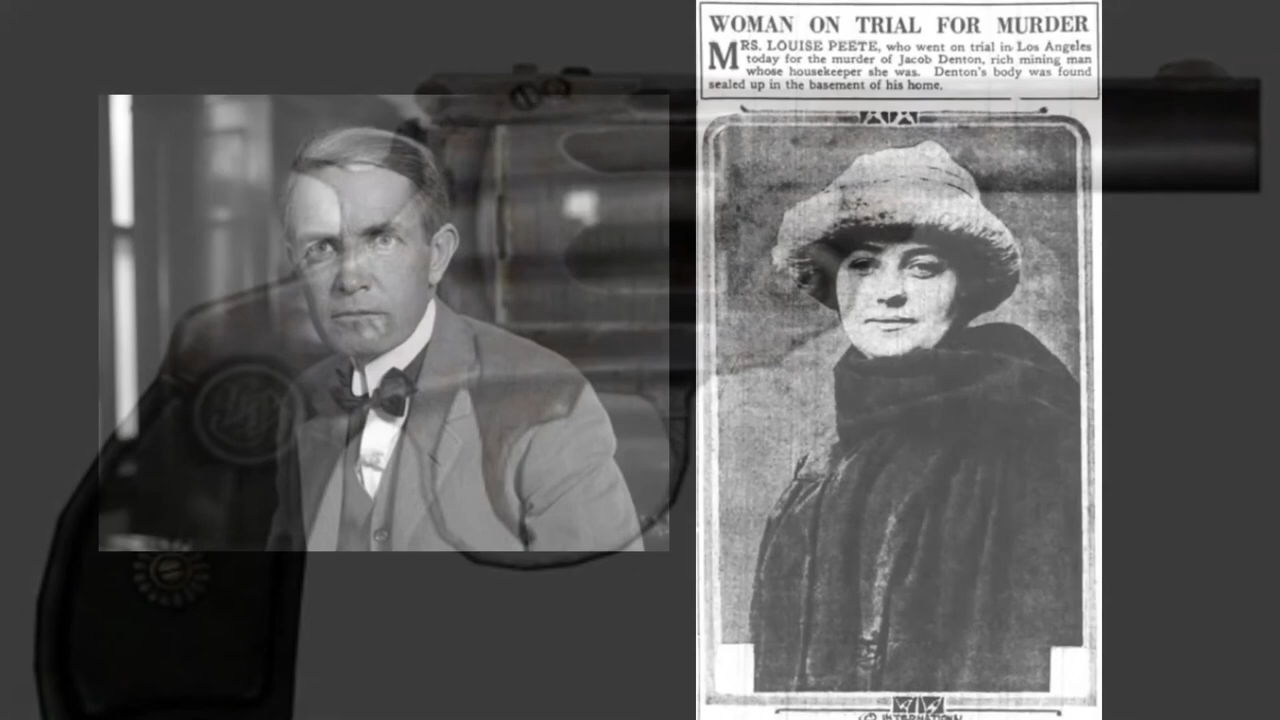 WOMAN ON TRIAL FOR MURDER
MRS. LOUISE PEETE, who went on trial in Los Angeles
today for the murder of Jacob Denton, rich mining man
whose housekeeper she was. Denton's body was found
sealed up in the basement of his home.
© INTERNATIONAL